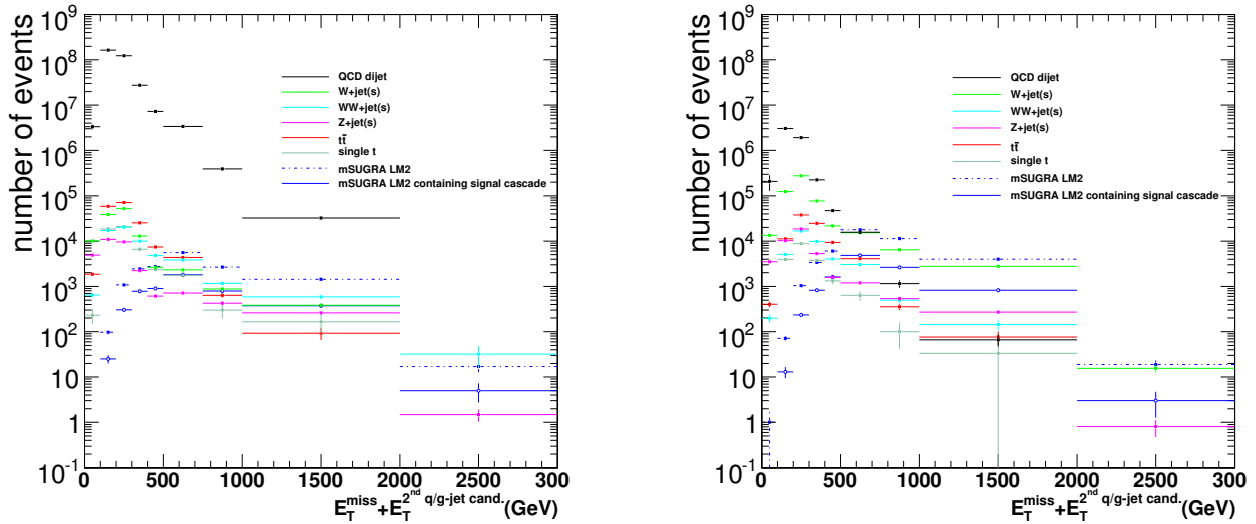 number of events
10^9
10^8
10^7
10^6
10^5
10^4
10^3
10^2
10
1
10^-1
QCD dijet
W+jet(s)
WW+jet(s)
Z+jet(s)
tt̄
single t
mSUGRA LM2
mSUGRA LM2 containing signal cascade
0 500 1000 1500 2000 2500 300
E_T^miss+E_T^2nd q/g-jet cand. (GeV)
number of events
10^9
10^8
10^7
10^6
10^5
10^4
10^3
10^2
10
1
10^-1
QCD dijet
W+jet(s)
WW+jet(s)
Z+jet(s)
tt̄
single t
mSUGRA LM2
mSUGRA LM2 containing signal cascade
0 500 1000 1500 2000 2500 300
E_T^miss+E_T^2nd q/g-jet cand. (GeV)